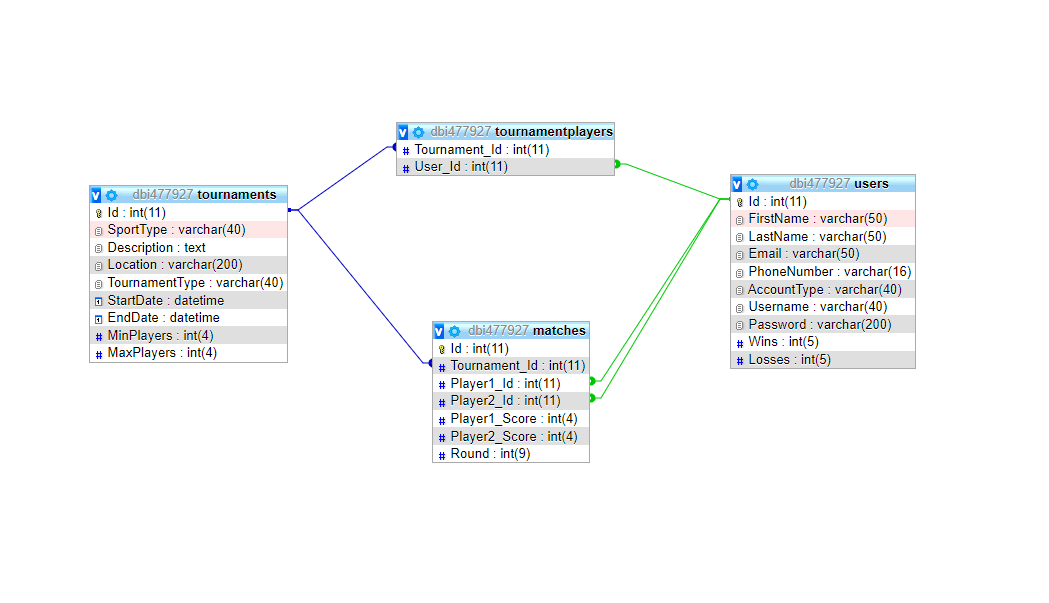 dbi477927 tournamentplayers
# Tournament_Id : int(11)
# User_Id : int(11)
v dbi477927 tournaments
Id : int(11)
SportType : varchar(40)
Description : text
Location : varchar(200)
TournamentType : varchar(40)
StartDate : datetime
EndDate : datetime
# MinPlayers : int(4)
# MaxPlayers : int(4)
v dbi477927 users
Id : int(11)
FirstName : varchar(50)
LastName : varchar(50)
Email : varchar(50)
PhoneNumber : varchar(16)
AccountType : varchar(40)
Username : varchar(40)
Password : varchar(200)
# Wins : int(5)
# Losses : int(5)
v dbi477927 matches
Id : int(11)
# Tournament_Id : int(11)
# Player1_Id : int(11)
# Player2_Id : int(11)
# Player1_Score : int(4)
# Player2_Score : int(4)
# Round : int(9)